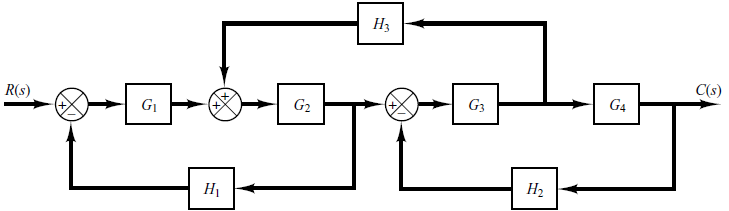 H3
R(s)
+
−
G1
+
+
G2
+
−
G3
G4
C(s)
H1
H2